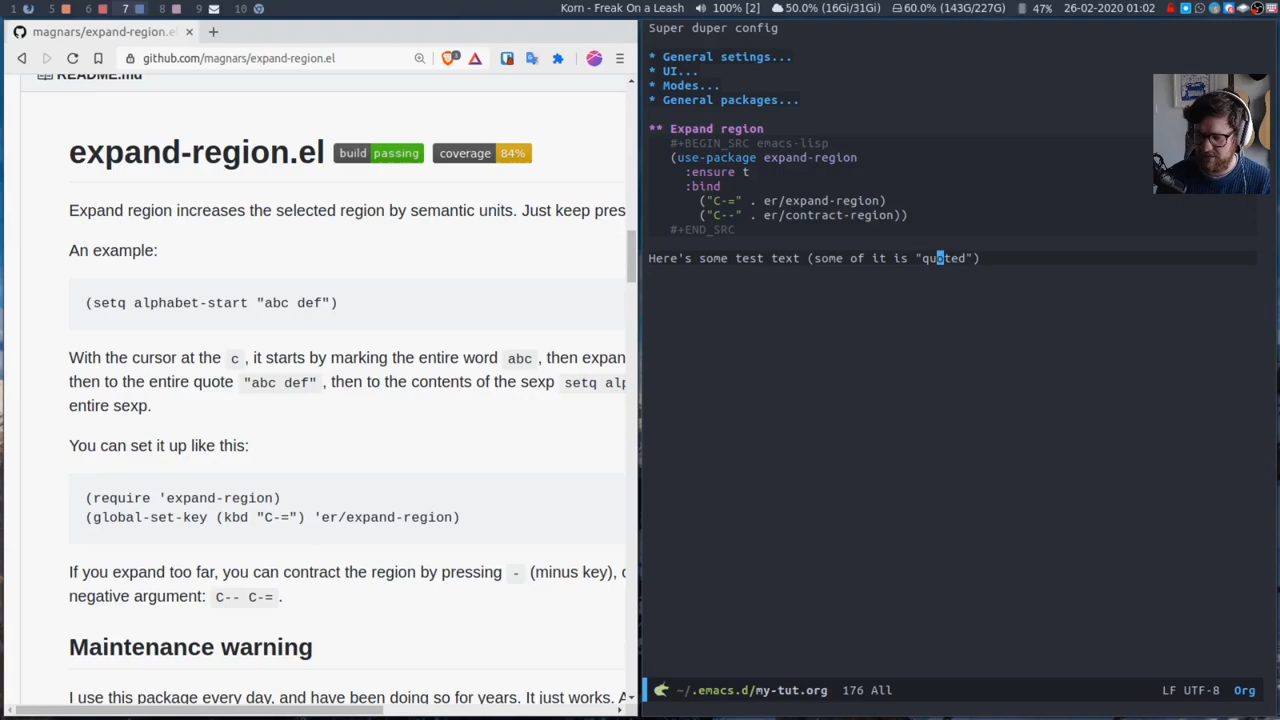 1 5 6 7 8 9 10 Korn - Freak On a Leash 100% [2] 50.0% (16Gi/31Gi) 60.0% (143G/227G) 47% 26-02-2020 01:02
magnars/expand-region.e
github.com/magnars/expand-region.el
README.md
expand-region.el build passing coverage 84%
Expand region increases the selected region by semantic units. Just keep pres
An example:
(setq alphabet-start "abc def")
With the cursor at the c, it starts by marking the entire word abc, then expan
then to the entire quote "abc def", then to the contents of the sexp setq alp
entire sexp.
You can set it up like this:
(require 'expand-region)
(global-set-key (kbd "C-=") 'er/expand-region)
If you expand too far, you can contract the region by pressing - (minus key), o
negative argument: C-- C-=.
Maintenance warning
I use this package every day, and have been doing so for years. It just works. A
Super duper config
* General setings...
* UI...
* Modes...
* General packages...
** Expand region
#+BEGIN_SRC emacs-lisp
(use-package expand-region
:ensure t
:bind
("C-=" . er/expand-region)
("C--" . er/contract-region))
#+END_SRC
Here's some test text (some of it is "quoted")
~/.emacs.d/my-tut.org 176 All LF UTF-8 Org